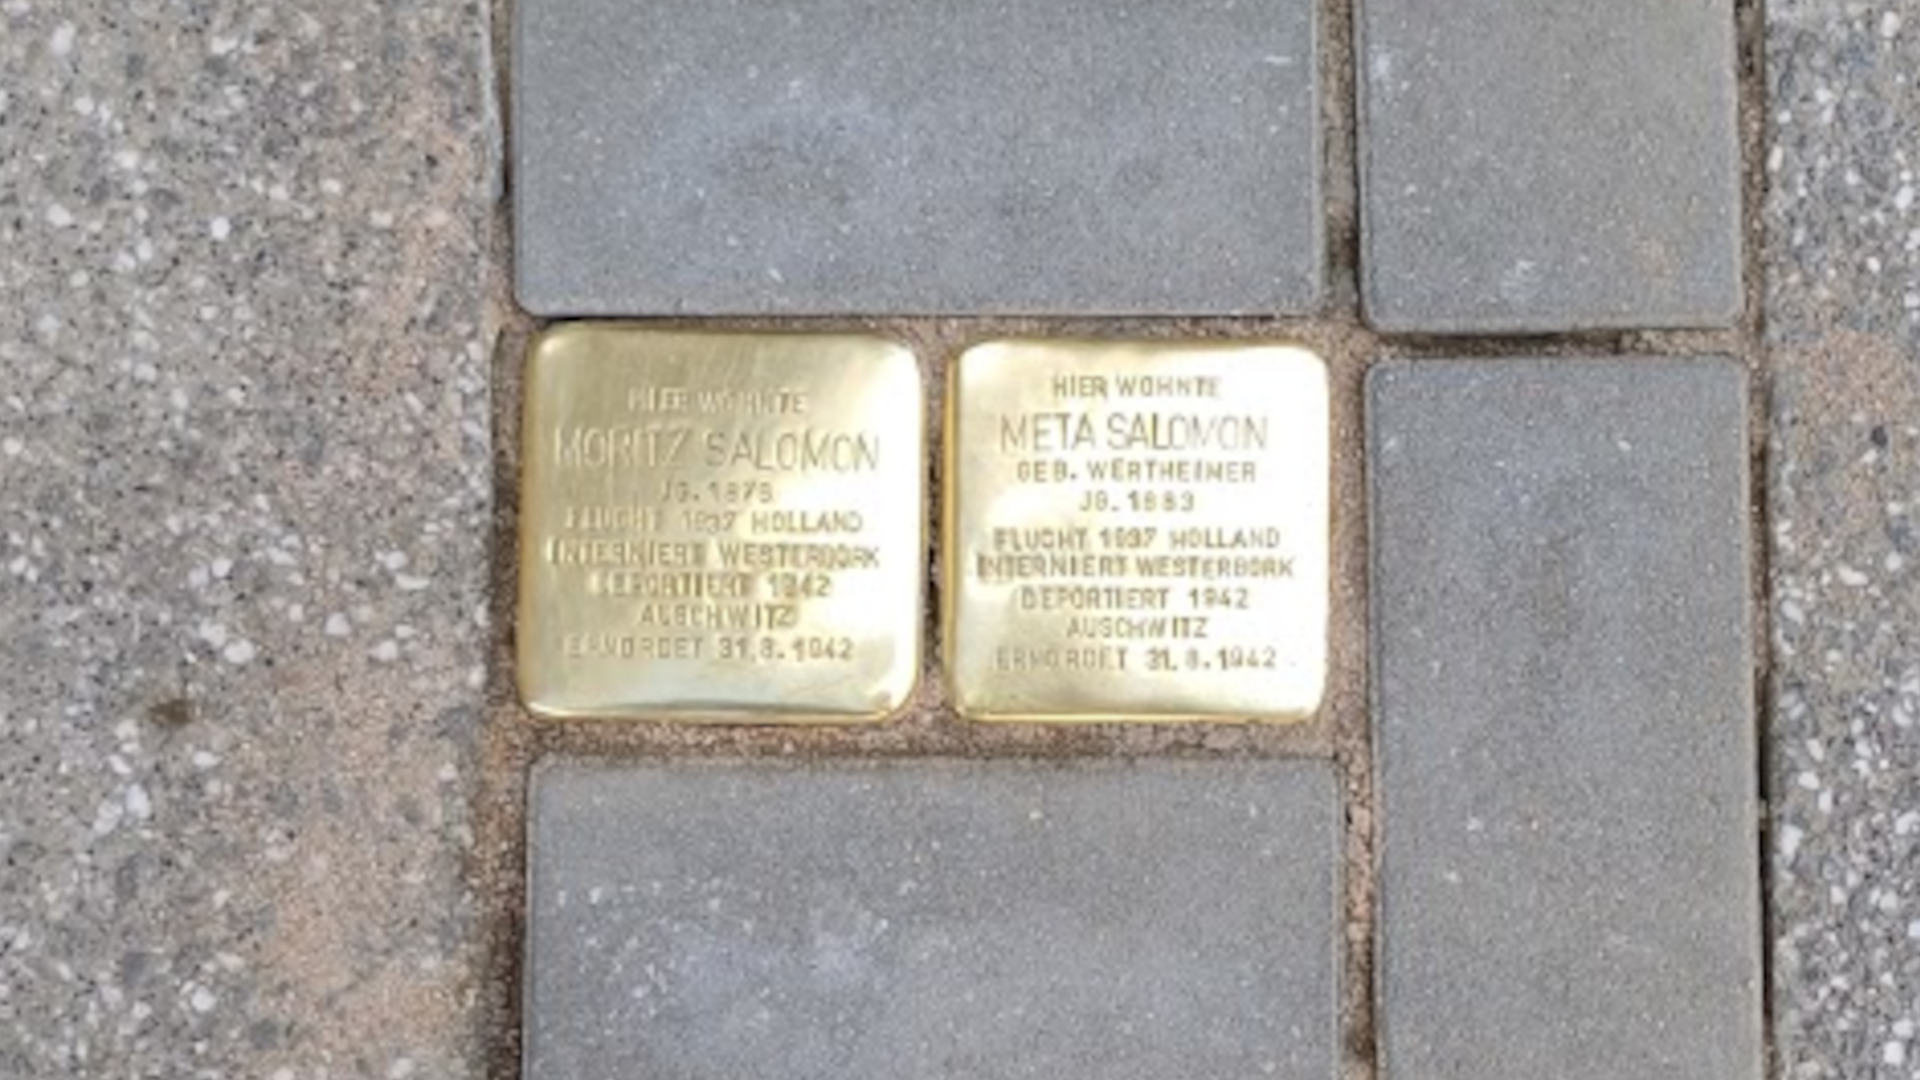 HIER WOHNTE
MORITZ SALOMON
JG.
FLUCHT 1937 HOLLAND
INTERNIERT WESTERBORK
DEPORTIERT 1942
AUSCHWITZ
ERMORDET 31.8.1942
HIER WOHNTE
META SALOMON
GEB. WERTHEIMER
JG. 1883
FLUCHT 1937 HOLLAND
INTERNIERT WESTERBORK
DEPORTIERT 1942
AUSCHWITZ
ERMORDET 31.8.1942